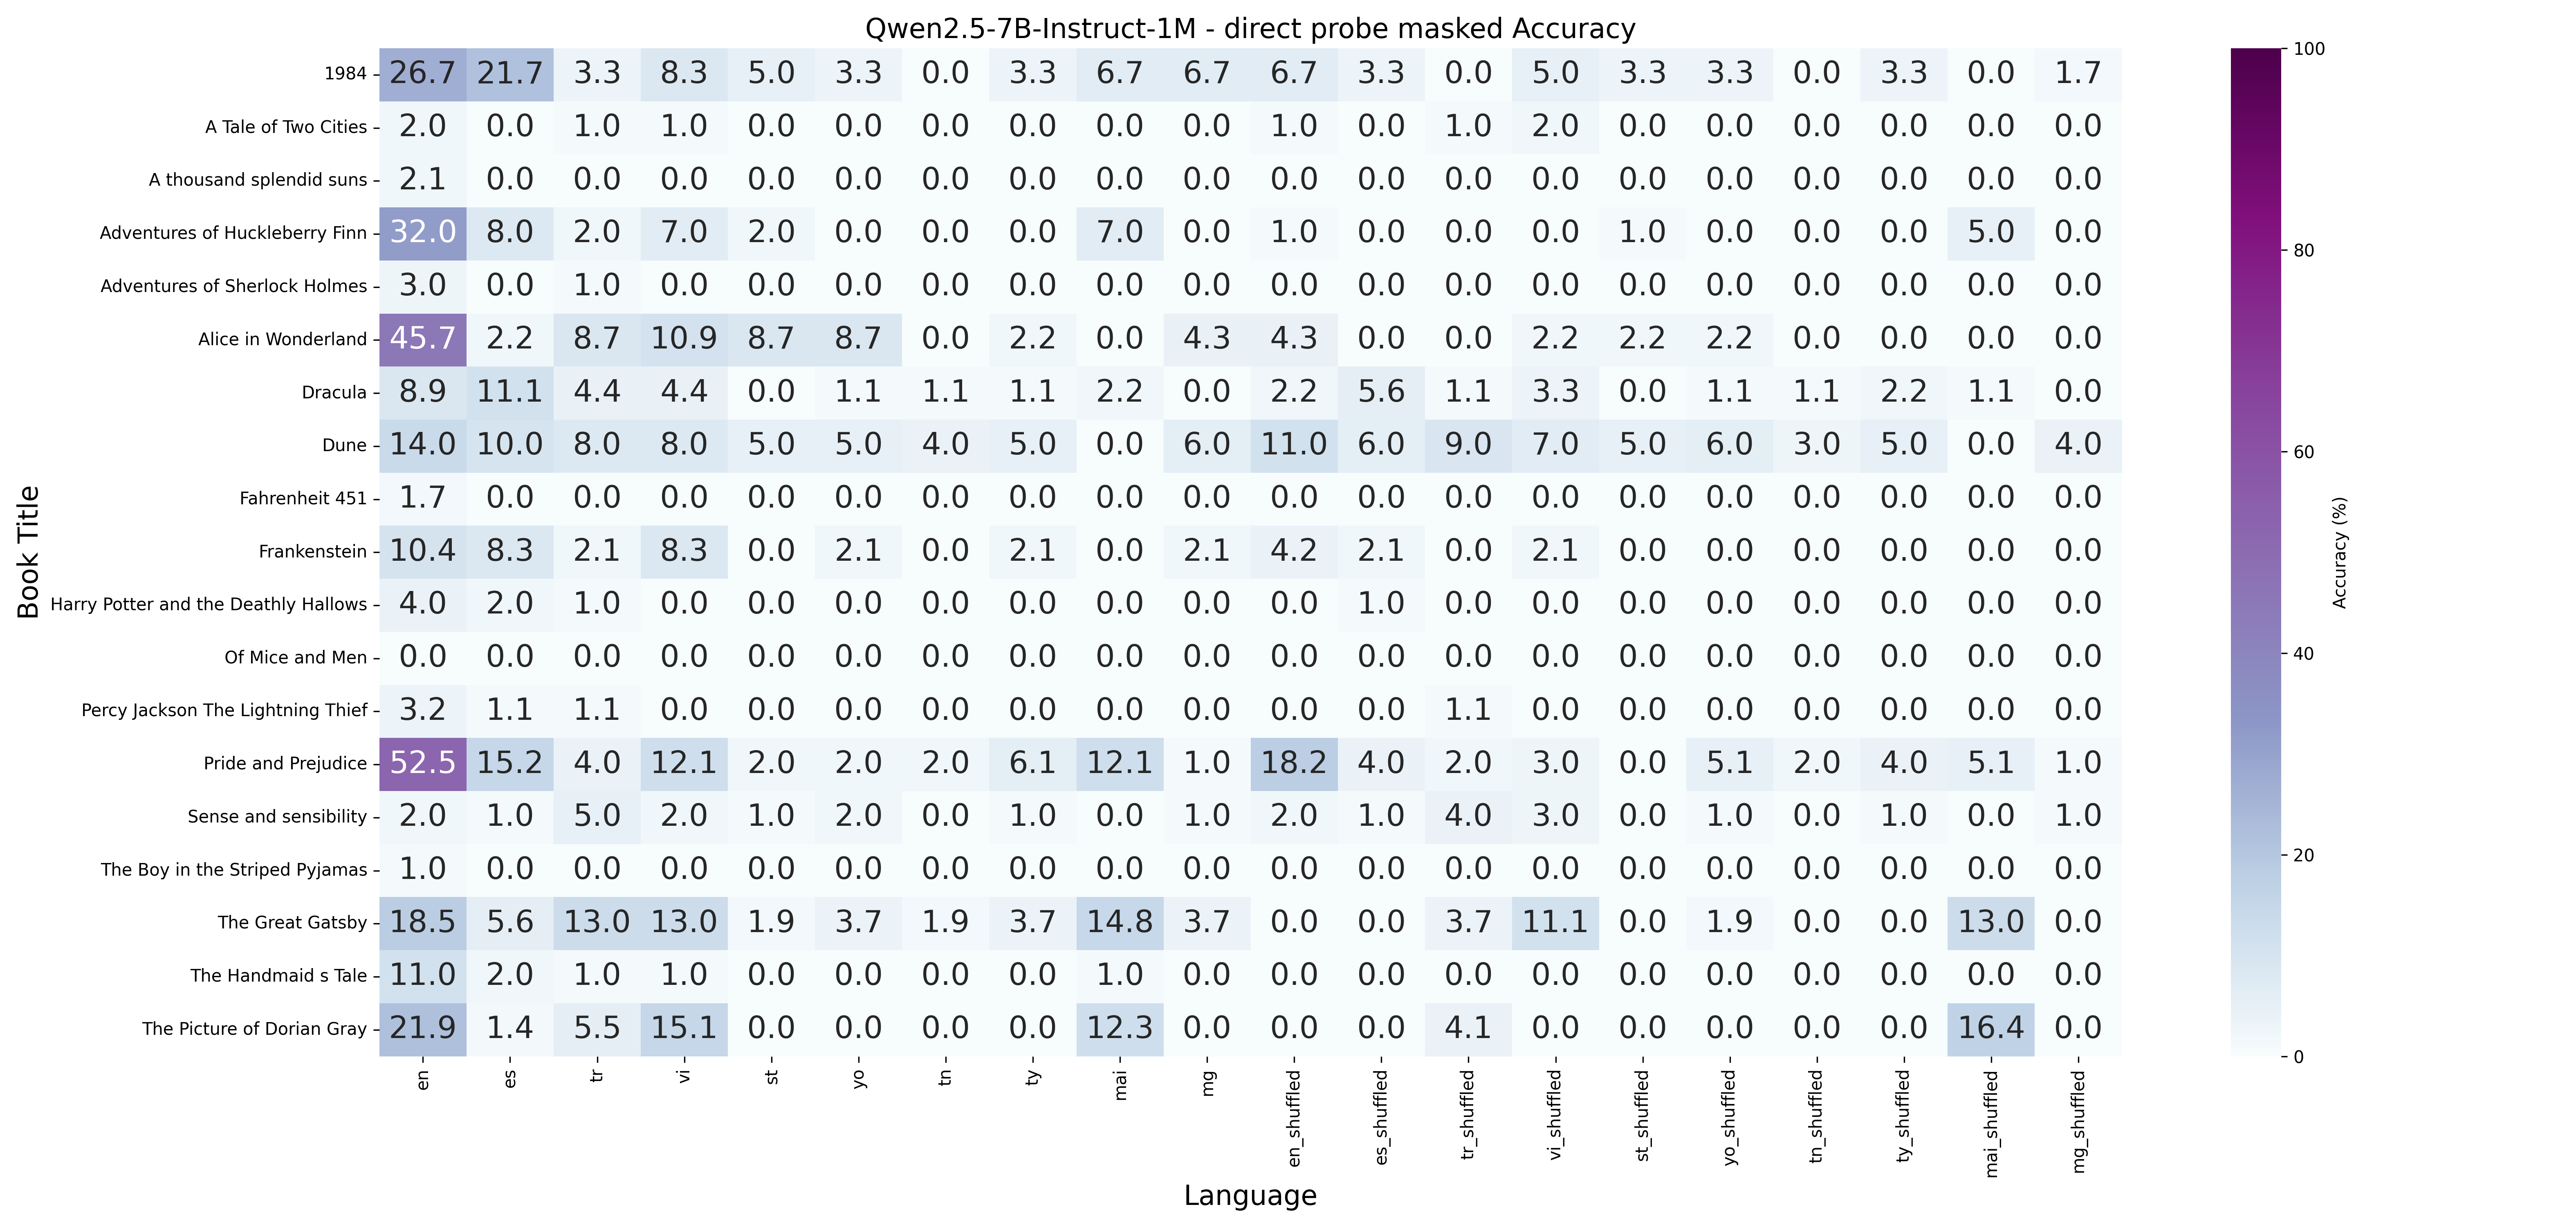 Qwen2.5-7B-Instruct-1M - direct probe masked Accuracy
Book Title
1984 26.7 21.7 3.3 8.3 5.0 3.3 0.0 3.3 6.7 6.7 6.7 3.3 0.0 5.0 3.3 3.3 0.0 3.3 0.0 1.7
A Tale of Two Cities 2.0 0.0 1.0 1.0 0.0 0.0 0.0 0.0 0.0 0.0 1.0 0.0 1.0 2.0 0.0 0.0 0.0 0.0 0.0 0.0
A thousand splendid suns 2.1 0.0 0.0 0.0 0.0 0.0 0.0 0.0 0.0 0.0 0.0 0.0 0.0 0.0 0.0 0.0 0.0 0.0 0.0 0.0
Adventures of Huckleberry Finn 32.0 8.0 2.0 7.0 2.0 0.0 0.0 0.0 7.0 0.0 1.0 0.0 0.0 0.0 1.0 0.0 0.0 0.0 5.0 0.0
Adventures of Sherlock Holmes 3.0 0.0 1.0 0.0 0.0 0.0 0.0 0.0 0.0 0.0 0.0 0.0 0.0 0.0 0.0 0.0 0.0 0.0 0.0 0.0
Alice in Wonderland 45.7 2.2 8.7 10.9 8.7 8.7 0.0 2.2 0.0 4.3 4.3 0.0 0.0 2.2 2.2 2.2 0.0 0.0 0.0 0.0
Dracula 8.9 11.1 4.4 4.4 0.0 1.1 1.1 1.1 2.2 0.0 2.2 5.6 1.1 3.3 0.0 1.1 1.1 2.2 1.1 0.0
Dune 14.0 10.0 8.0 8.0 5.0 5.0 4.0 5.0 0.0 6.0 11.0 6.0 9.0 7.0 5.0 6.0 3.0 5.0 0.0 4.0
Fahrenheit 451 1.7 0.0 0.0 0.0 0.0 0.0 0.0 0.0 0.0 0.0 0.0 0.0 0.0 0.0 0.0 0.0 0.0 0.0 0.0 0.0
Frankenstein 10.4 8.3 2.1 8.3 0.0 2.1 0.0 2.1 0.0 2.1 4.2 2.1 0.0 2.1 0.0 0.0 0.0 0.0 0.0 0.0
Harry Potter and the Deathly Hallows 4.0 2.0 1.0 0.0 0.0 0.0 0.0 0.0 0.0 0.0 0.0 1.0 0.0 0.0 0.0 0.0 0.0 0.0 0.0 0.0
Of Mice and Men 0.0 0.0 0.0 0.0 0.0 0.0 0.0 0.0 0.0 0.0 0.0 0.0 0.0 0.0 0.0 0.0 0.0 0.0 0.0 0.0
Percy Jackson The Lightning Thief 3.2 1.1 1.1 0.0 0.0 0.0 0.0 0.0 0.0 0.0 0.0 0.0 1.1 0.0 0.0 0.0 0.0 0.0 0.0 0.0
Pride and Prejudice 52.5 15.2 4.0 12.1 2.0 2.0 2.0 6.1 12.1 1.0 18.2 4.0 2.0 3.0 0.0 5.1 2.0 4.0 5.1 1.0
Sense and sensibility 2.0 1.0 5.0 2.0 1.0 2.0 0.0 1.0 0.0 1.0 2.0 1.0 4.0 3.0 0.0 1.0 0.0 1.0 0.0 1.0
The Boy in the Striped Pyjamas 1.0 0.0 0.0 0.0 0.0 0.0 0.0 0.0 0.0 0.0 0.0 0.0 0.0 0.0 0.0 0.0 0.0 0.0 0.0 0.0
The Great Gatsby 18.5 5.6 13.0 13.0 1.9 3.7 1.9 3.7 14.8 3.7 0.0 0.0 3.7 11.1 0.0 1.9 0.0 0.0 13.0 0.0
The Handmaid s Tale 11.0 2.0 1.0 1.0 0.0 0.0 0.0 0.0 1.0 0.0 0.0 0.0 0.0 0.0 0.0 0.0 0.0 0.0 0.0 0.0
The Picture of Dorian Gray 21.9 1.4 5.5 15.1 0.0 0.0 0.0 0.0 12.3 0.0 0.0 0.0 4.1 0.0 0.0 0.0 0.0 0.0 16.4 0.0
en es tr vi st yo tn ty mai mg en_shuffled es_shuffled tr_shuffled vi_shuffled st_shuffled yo_shuffled tn_shuffled ty_shuffled mai_shuffled mg_shuffled
Language
100
80
60
40
20
0
Accuracy (%)